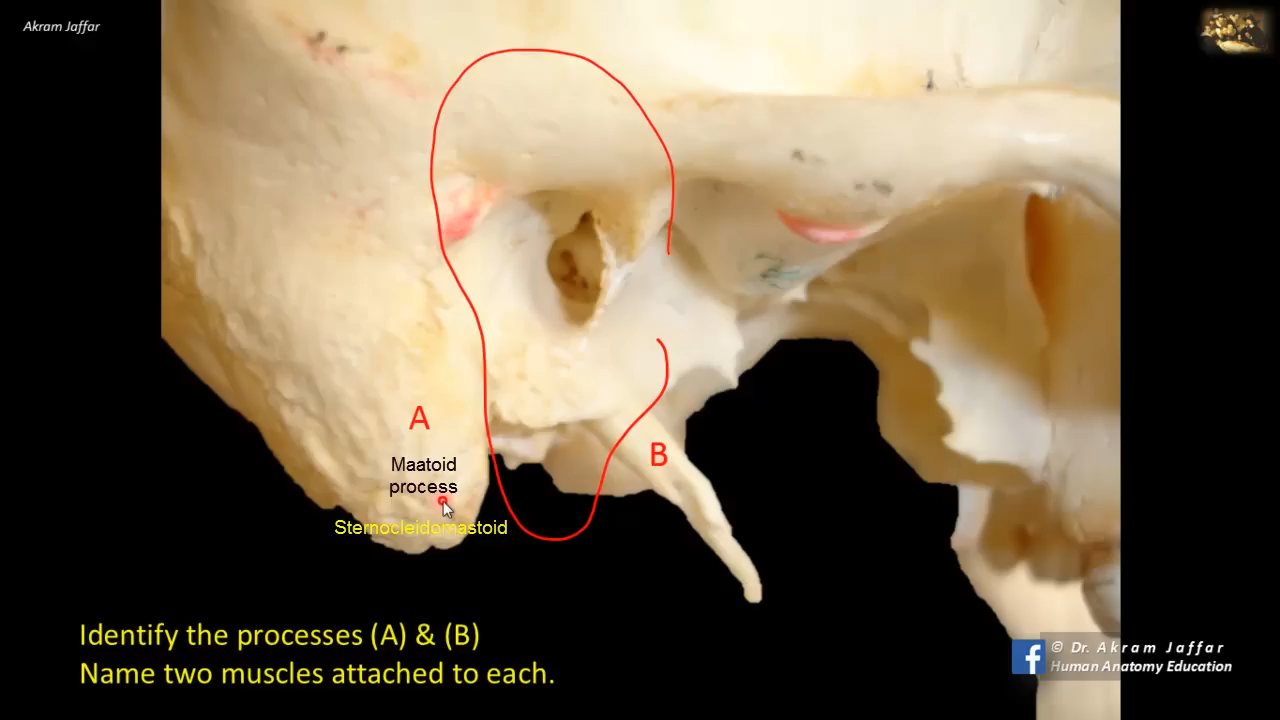 Akram Jaffar
A
B
Maatoid
process
Sternocleidomastoid
Identify the processes (A) & (B)
Name two muscles attached to each.
f © Dr. Akram Jaffar
Human Anatomy Education